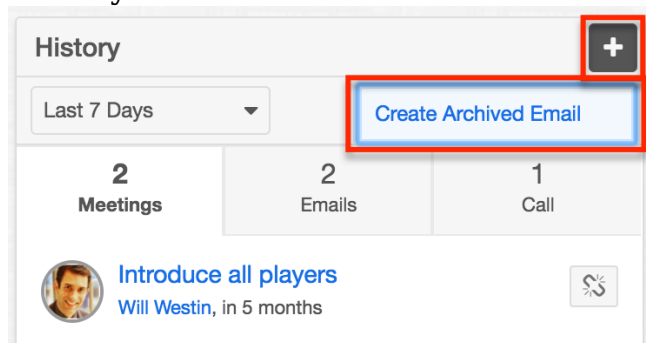 History
+
Last 7 Days
Create Archived Email
2 2 1
Meetings Emails Call
Introduce all players
Will Westin, in 5 months